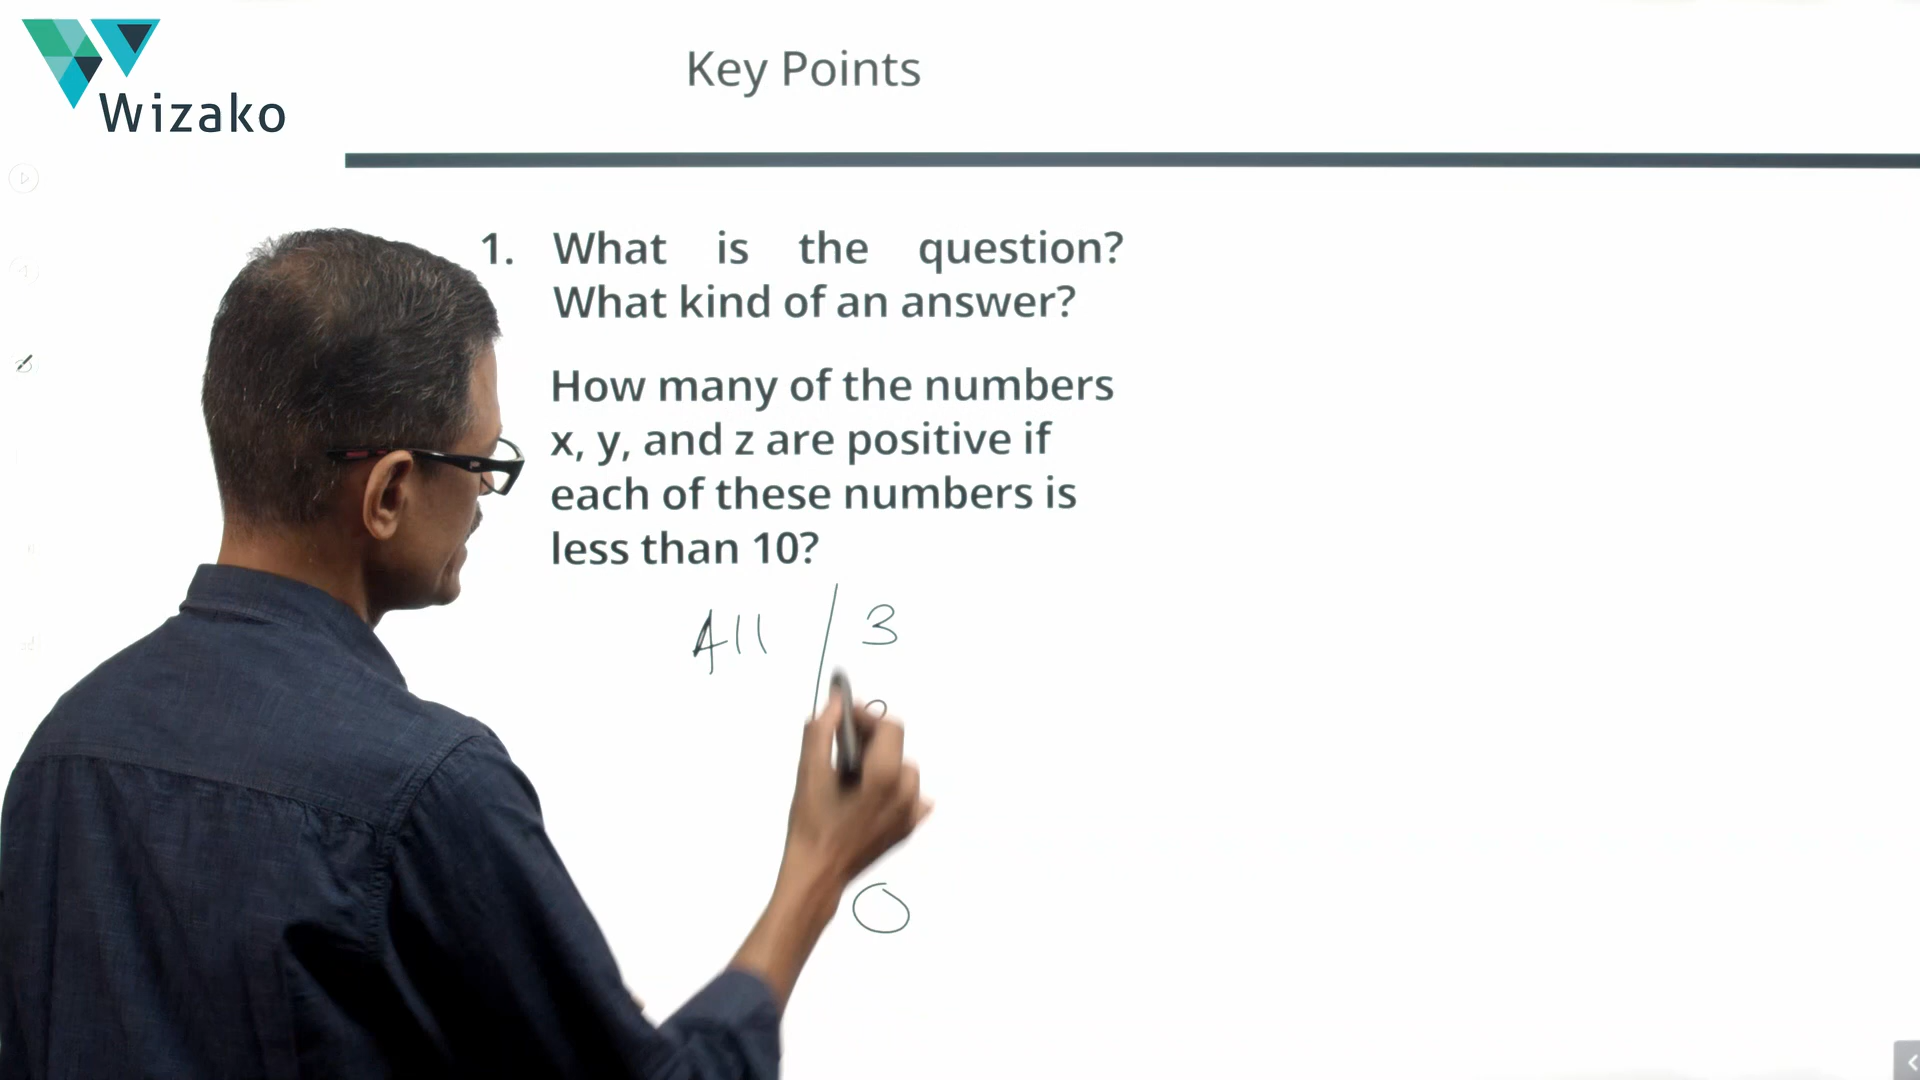 Wizako
Key Points
1. What is the question?
What kind of an answer?
How many of the numbers
x, y, and z are positive if
each of these numbers is
less than 10?
All / 3
0